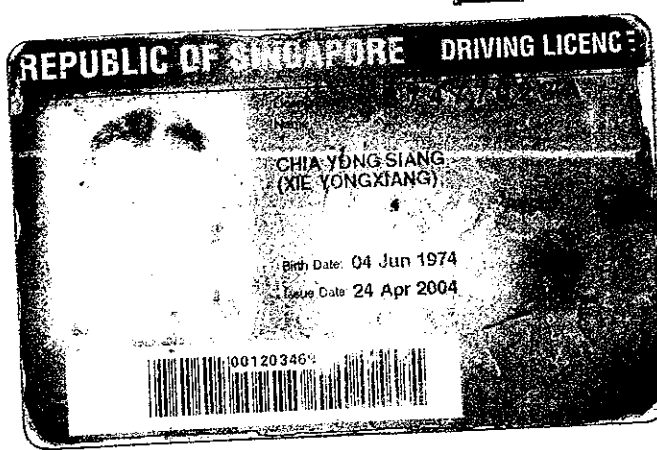 REPUBLIC OF SINGAPORE DRIVING LICENCE
CHIA YONG SIANG
(XIE YONGXIANG)
Birth Date: 04 Jun 1974
Issue Date: 24 Apr 2004